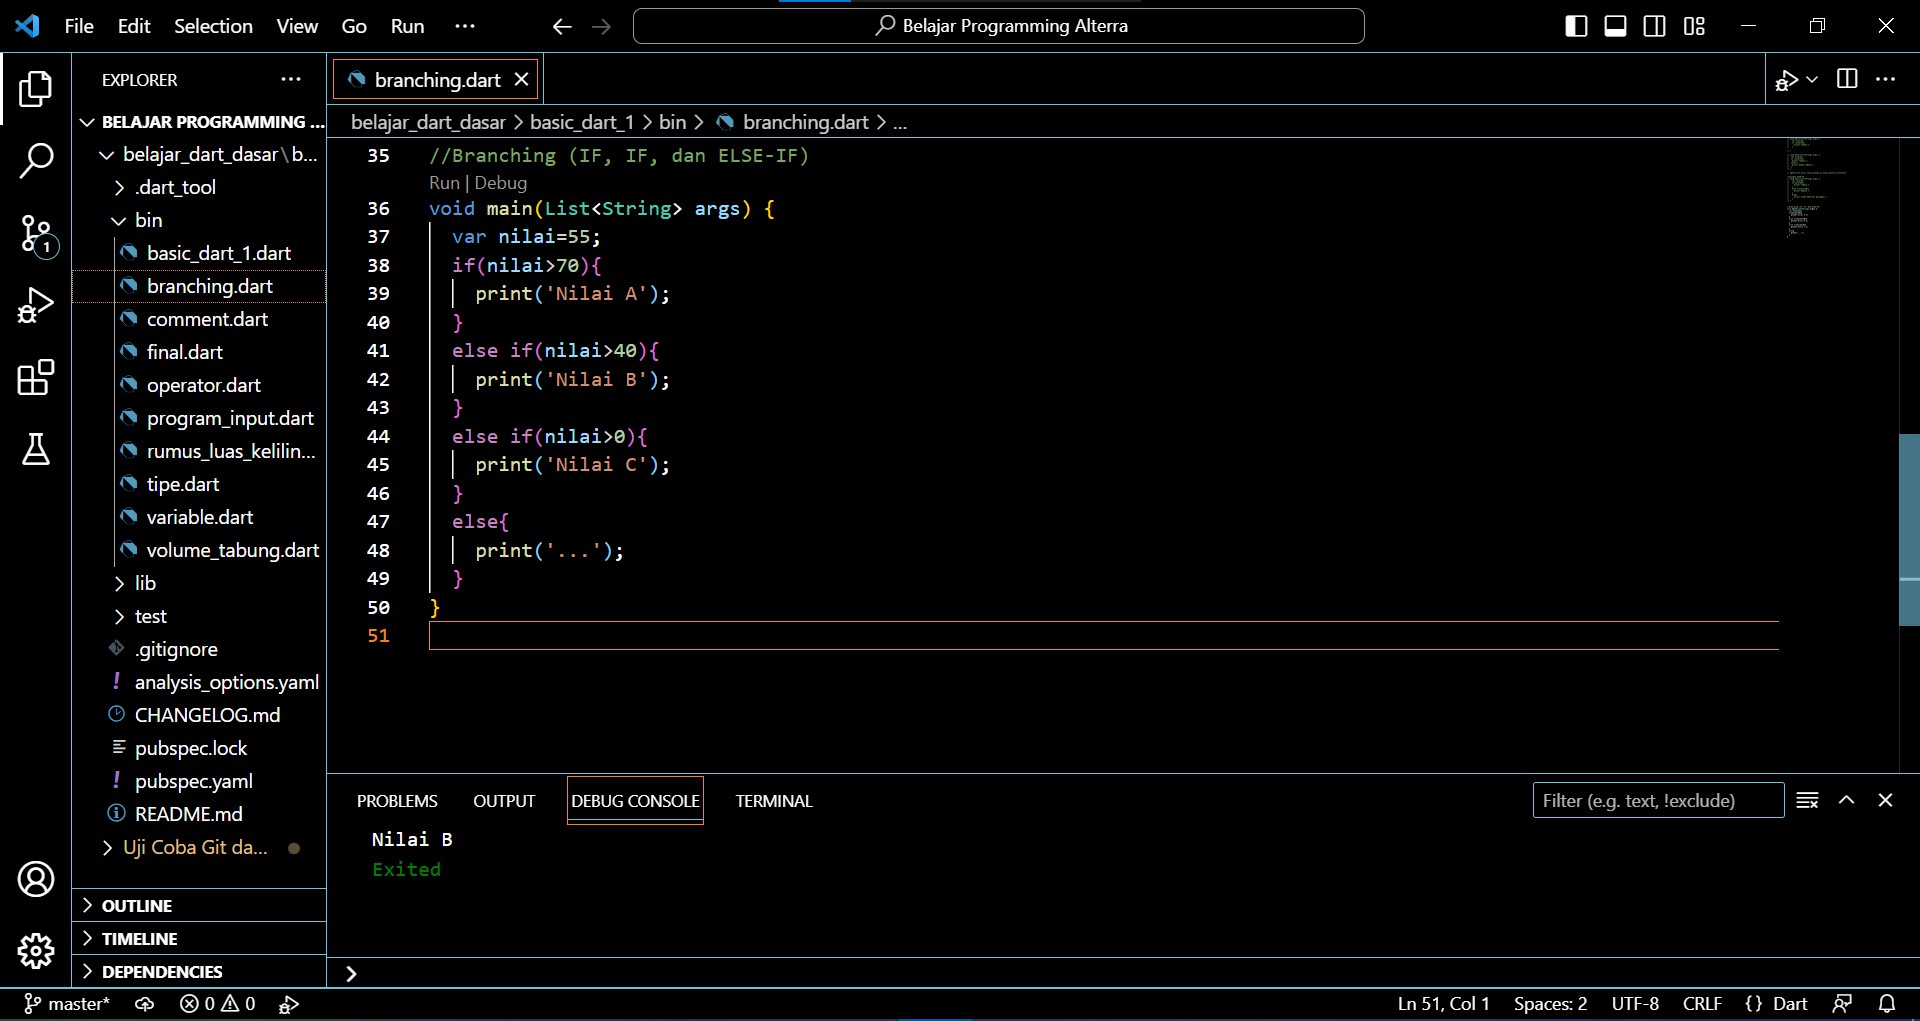 File Edit Selection View Go Run ··· Belajar Programming Alterra
EXPLORER ···
branching.dart
BELAJAR PROGRAMMING ...
belajar_dart_dasar\b...
.dart_tool
bin
basic_dart_1.dart
branching.dart
comment.dart
final.dart
operator.dart
program_input.dart
rumus_luas_kelilin...
tipe.dart
variable.dart
volume_tabung.dart
lib
test
.gitignore
! analysis_options.yaml
CHANGELOG.md
pubspec.lock
! pubspec.yaml
README.md
Uji Coba Git da...
OUTLINE
TIMELINE
DEPENDENCIES
1
belajar_dart_dasar > basic_dart_1 > bin > branching.dart > ...
35 //Branching (IF, IF, dan ELSE-IF)
Run | Debug
36 void main(List<String> args) {
37 var nilai=55;
38 if(nilai>70){
39 print('Nilai A');
40 }
41 else if(nilai>40){
42 print('Nilai B');
43 }
44 else if(nilai>0){
45 print('Nilai C');
46 }
47 else{
48 print('...');
49 }
50 }
51
PROBLEMS OUTPUT DEBUG CONSOLE TERMINAL Filter (e.g. text, !exclude)
Nilai B
Exited
>
master* 0 0 Ln 51, Col 1 Spaces: 2 UTF-8 CRLF {} Dart